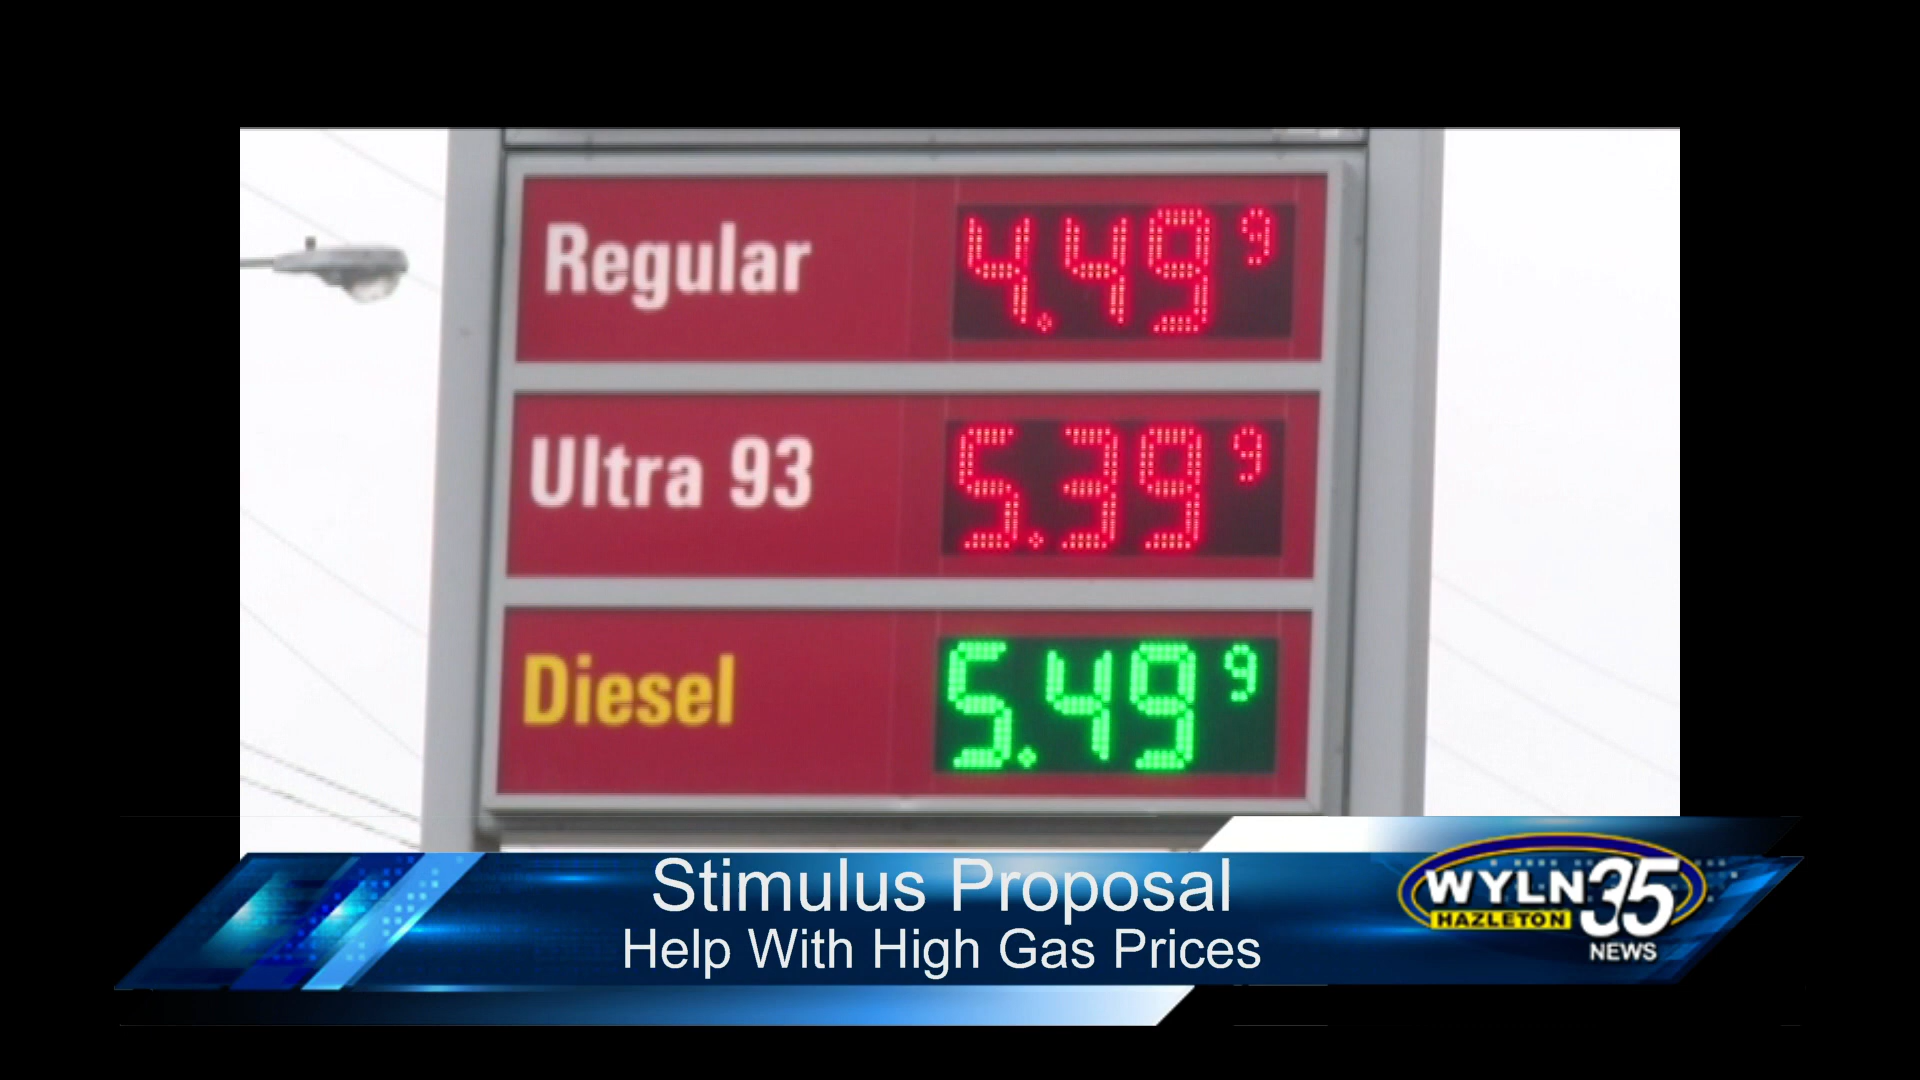 Regular 4.49 9
Ultra 93 5.39 9
Diesel 5.49 9
Stimulus Proposal
Help With High Gas Prices
WYLN 35
HAZLETON
NEWS